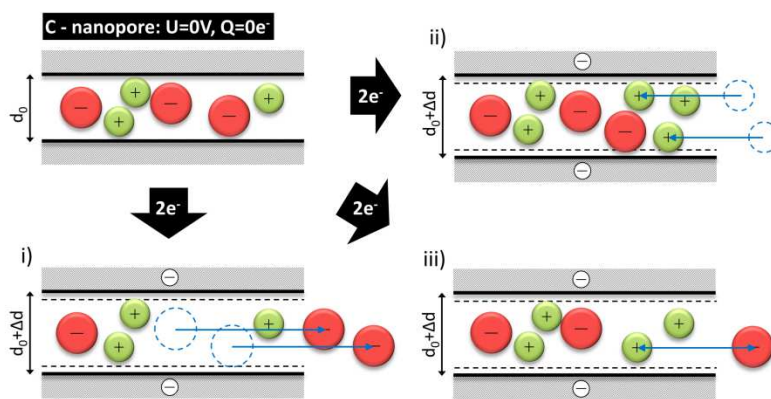 C - nanopore: U=0V, Q=0e⁻
d₀
− + + − − +
2e⁻
ii)
d₀+Δd
−
− + + − − + + +
−
2e⁻
2e⁻
i)
d₀+Δd
−
− + + + − −
−
iii)
d₀+Δd
−
− + + − + + −
−